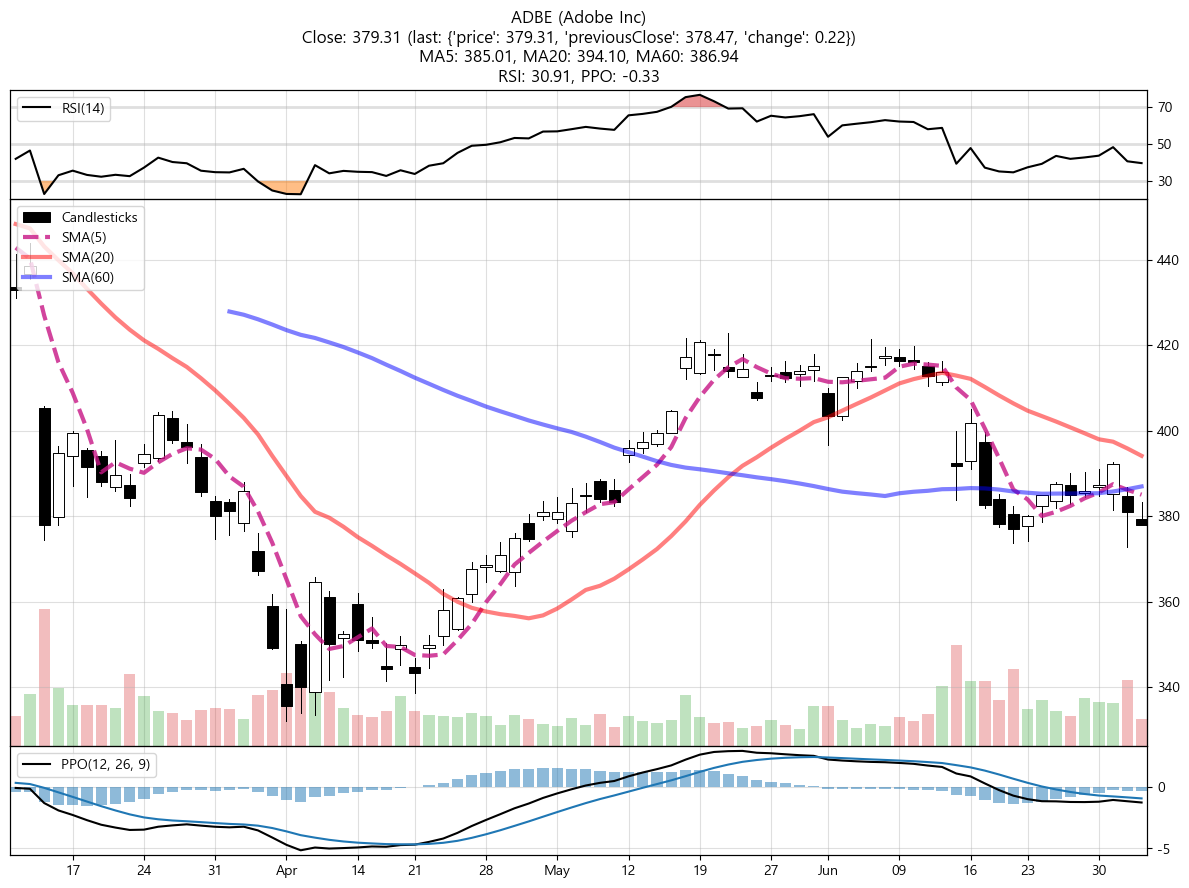 ADBE (Adobe Inc)
Close: 379.31 (last: {'price': 379.31, 'previousClose': 378.47, 'change': 0.22})
MA5: 385.01, MA20: 394.10, MA60: 386.94
RSI: 30.91, PPO: -0.33
RSI(14)
70
50
30
Candlesticks
SMA(5)
SMA(20)
SMA(60)
440
420
400
380
360
340
PPO(12, 26, 9)
0
-5
17 24 31 Apr 14 21 28 May 12 19 27 Jun 09 16 23 30